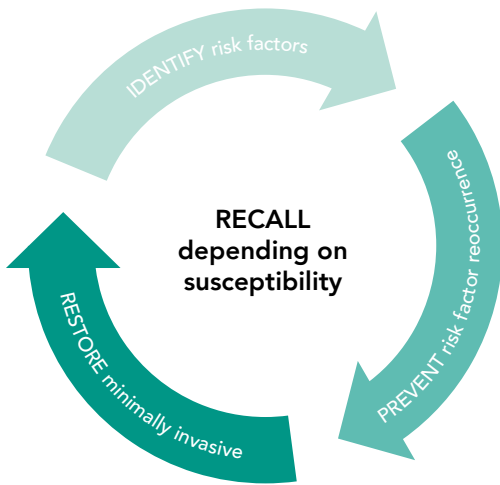 IDENTIFY risk factors
PREVENT risk factor reoccurrence
RECALL
depending on
susceptibility
RESTORE minimally invasive